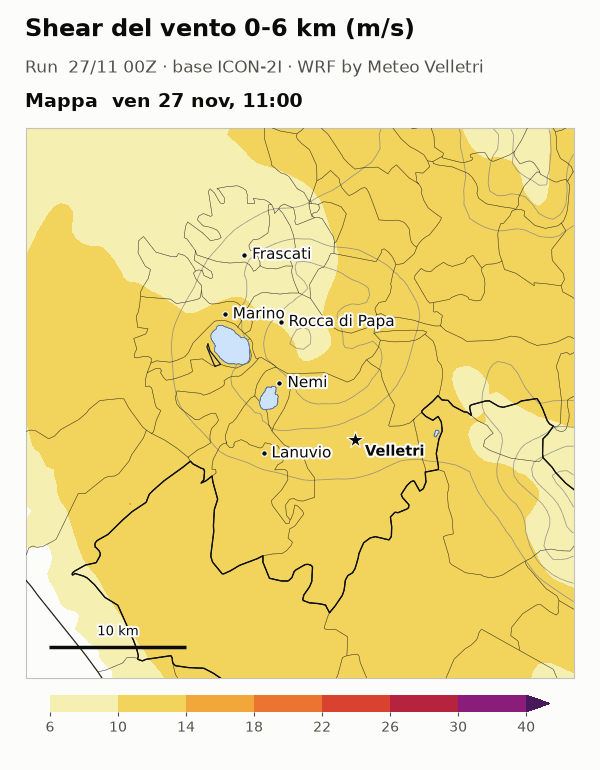 Shear del vento 0-6 km (m/s)
Run  27/11 00Z · base ICON-2I · WRF by Meteo Velletri
Mappa  ven 27 nov, 11:00
Frascati
Marino
Rocca di Papa
Nemi
Velletri
Lanuvio
10 km
6 10 14 18 22 26 30 40